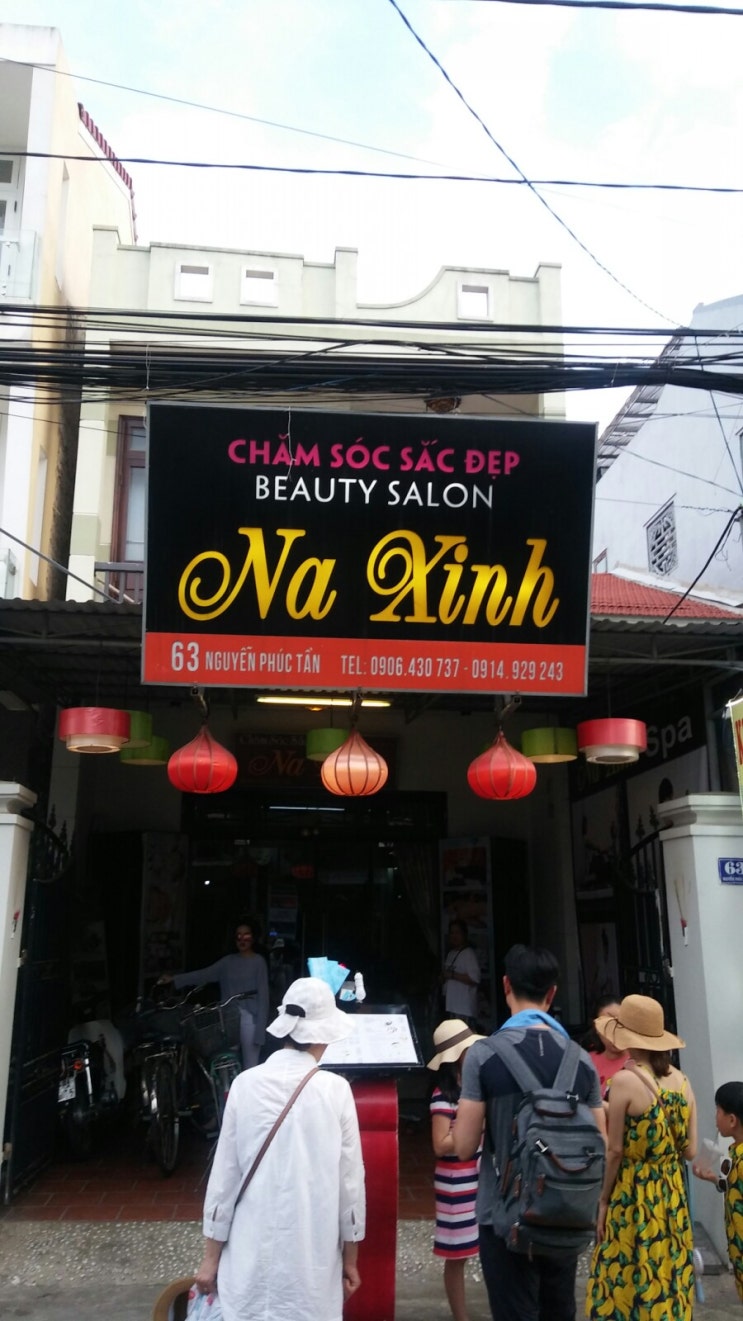 CHĂM SÓC SẮC ĐẸP
BEAUTY SALON
Na Xinh
63 NGUYỄN PHÚC TẦN TEL: 0906.430 737 - 0914.929 243
Spa
63